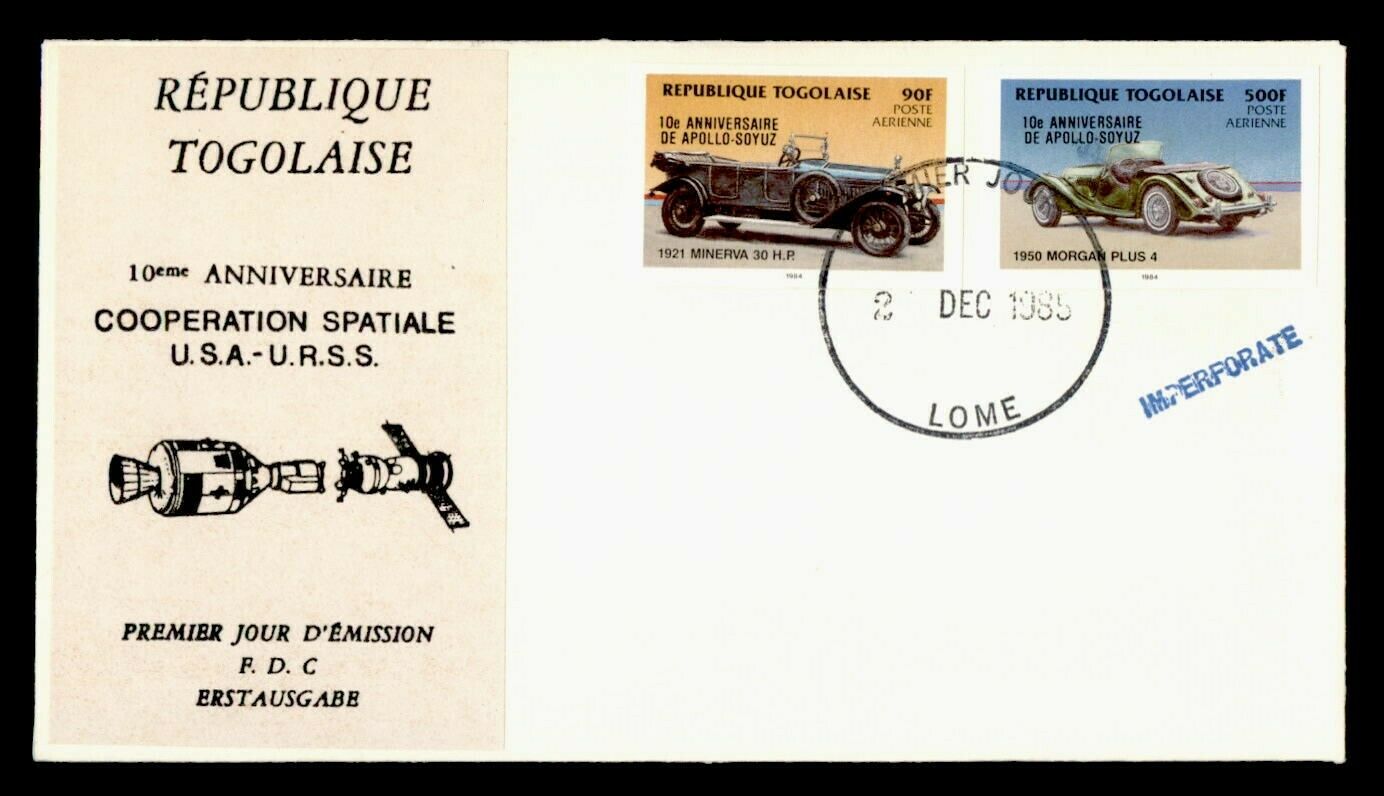 RÉPUBLIQUE
TOGOLAISE
10eme ANNIVERSAIRE
COOPERATION SPATIALE
U.S.A.-U.R.S.S.
PREMIER JOUR D'ÉMISSION
F. D. C
ERSTAUSGABE
REPUBLIQUE TOGOLAISE 90F
POSTE
AERIENNE
10e ANNIVERSAIRE
DE APOLLO-SOYUZ
1921 MINERVA 30 H.P.
1984
REPUBLIQUE TOGOLAISE 500F
POSTE
AERIENNE
10e ANNIVERSAIRE
DE APOLLO-SOYUZ
1950 MORGAN PLUS 4
1984
2 DEC 1985
LOME
IMPERFORATE